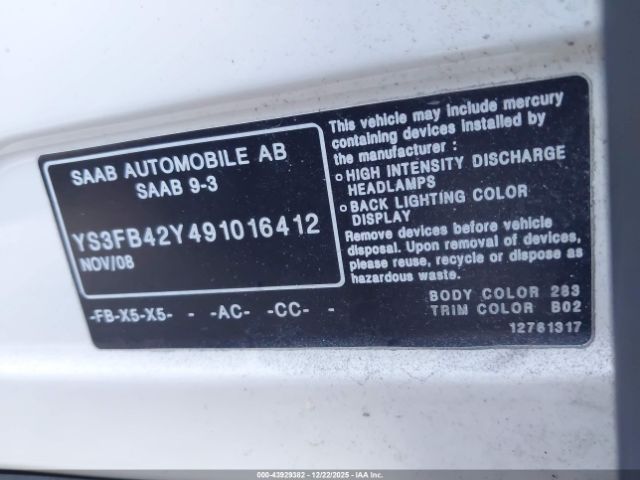 SAAB AUTOMOBILE AB
SAAB 9-3
YS3FB42Y491016412
NOV/08
-FB-X5-X5- - -AC- -CC- -
This vehicle may include mercury
containing devices installed by
the manufacturer :
o HIGH INTENSITY DISCHARGE
HEADLAMPS
o BACK LIGHTING COLOR
DISPLAY
Remove devices before vehicle
disposal. Upon removal of devices,
please reuse, recycle or dispose as
hazardous waste.
BODY COLOR 283
TRIM COLOR B02
12781317
000-43929382 - 12/22/2025 - IAAI.COM